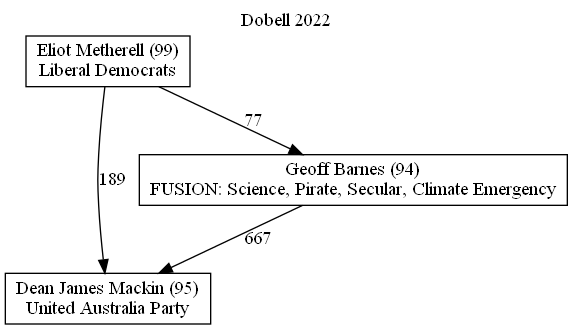 Dobell 2022
Eliot Metherell (99)
Liberal Democrats
77
Geoff Barnes (94)
FUSION: Science, Pirate, Secular, Climate Emergency
189
667
Dean James Mackin (95)
United Australia Party